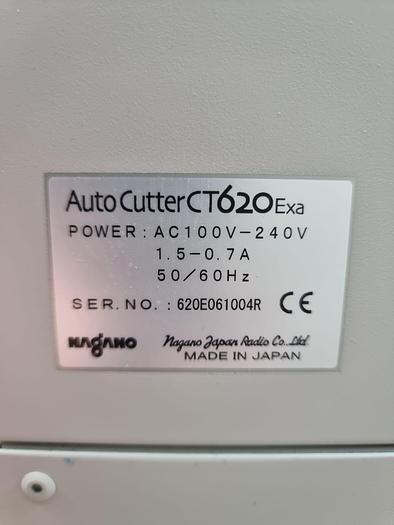 Auto Cutter CT620 Exa
POWER: AC100V-240V
1.5-0.7A
50/60Hz
SER.NO.: 620E061004R CE
NAGANO Nagano Japan Radio Co.,Ltd.
MADE IN JAPAN